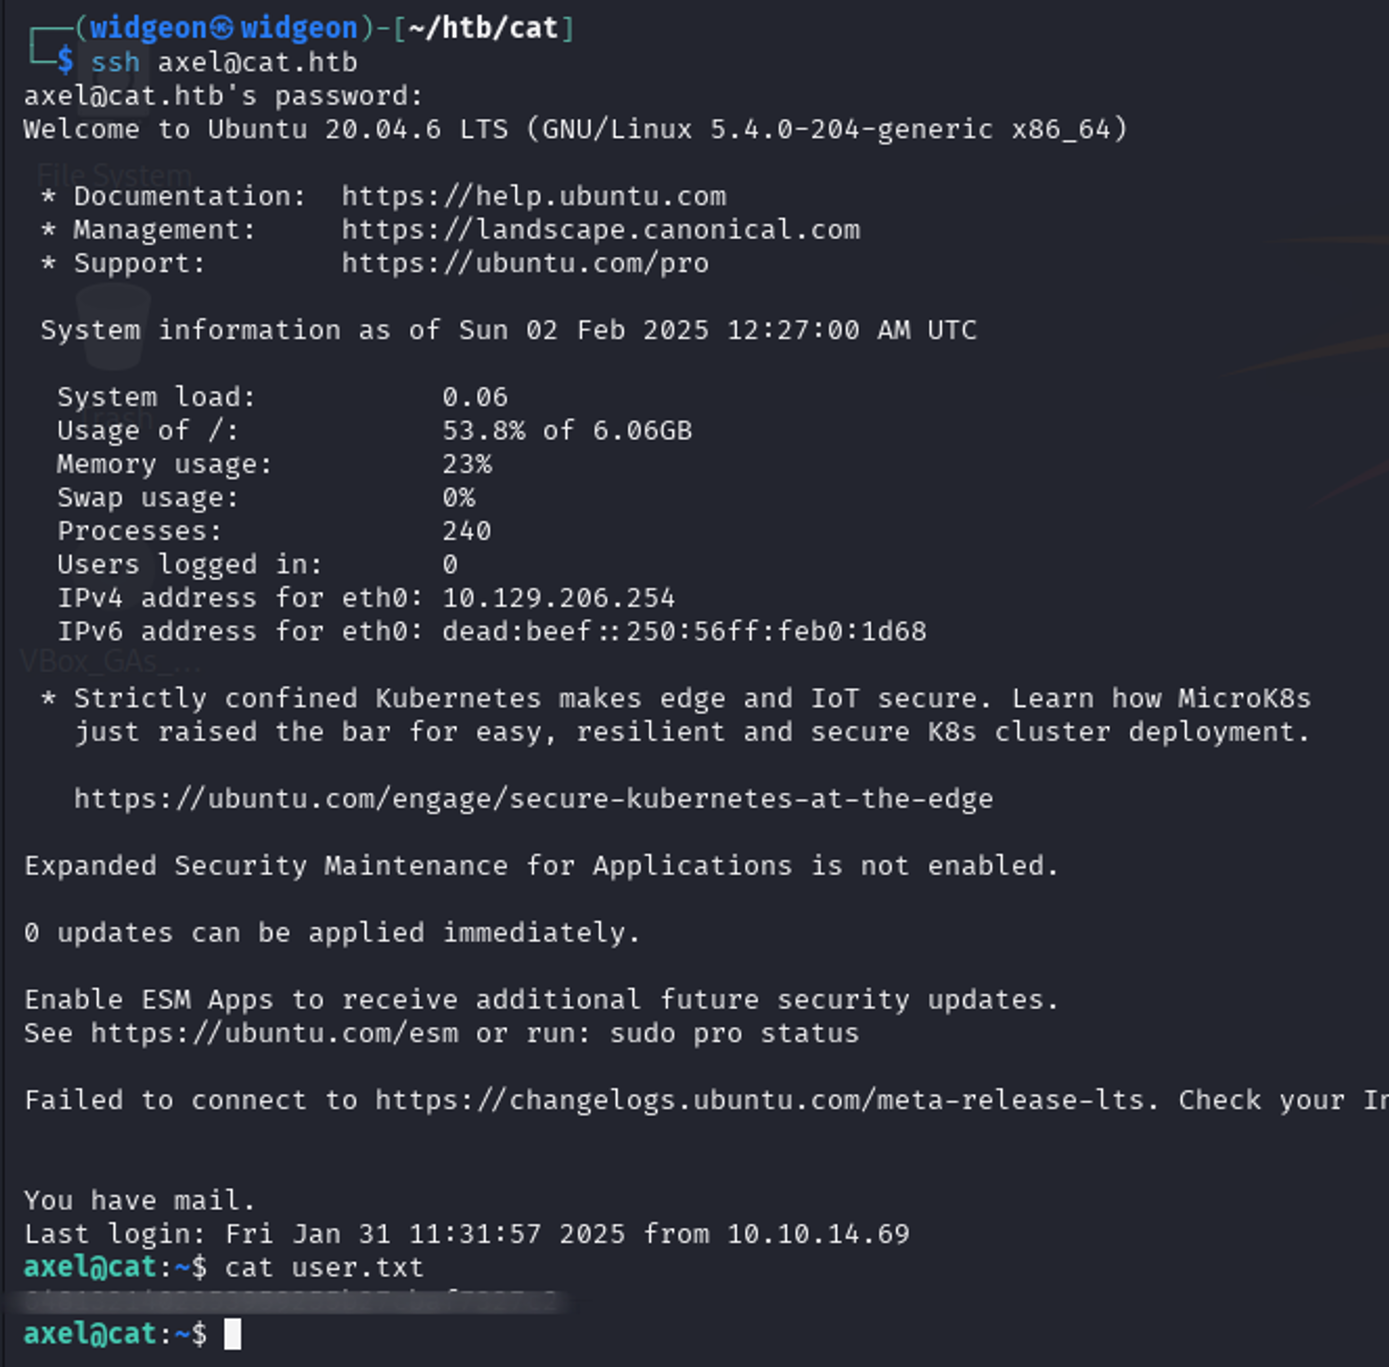 ┌──(widgeon㉿widgeon)-[~/htb/cat]
└─$ ssh axel@cat.htb
axel@cat.htb's password:
Welcome to Ubuntu 20.04.6 LTS (GNU/Linux 5.4.0-204-generic x86_64)
File System
* Documentation:  https://help.ubuntu.com
* Management:     https://landscape.canonical.com
* Support:        https://ubuntu.com/pro
System information as of Sun 02 Feb 2025 12:27:00 AM UTC
System load:           0.06
Trash
Usage of /:            53.8% of 6.06GB
Memory usage:          23%
Swap usage:            0%
Processes:             240
Users logged in:       0
IPv4 address for eth0: 10.129.206.254
IPv6 address for eth0: dead:beef::250:56ff:feb0:1d68
VBox_GAs_...
* Strictly confined Kubernetes makes edge and IoT secure. Learn how MicroK8s
just raised the bar for easy, resilient and secure K8s cluster deployment.
https://ubuntu.com/engage/secure-kubernetes-at-the-edge
Expanded Security Maintenance for Applications is not enabled.
0 updates can be applied immediately.
Enable ESM Apps to receive additional future security updates.
See https://ubuntu.com/esm or run: sudo pro status
Failed to connect to https://changelogs.ubuntu.com/meta-release-lts. Check your
You have mail.
Last login: Fri Jan 31 11:31:57 2025 from 10.10.14.69
axel@cat:~$ cat user.txt
axel@cat:~$